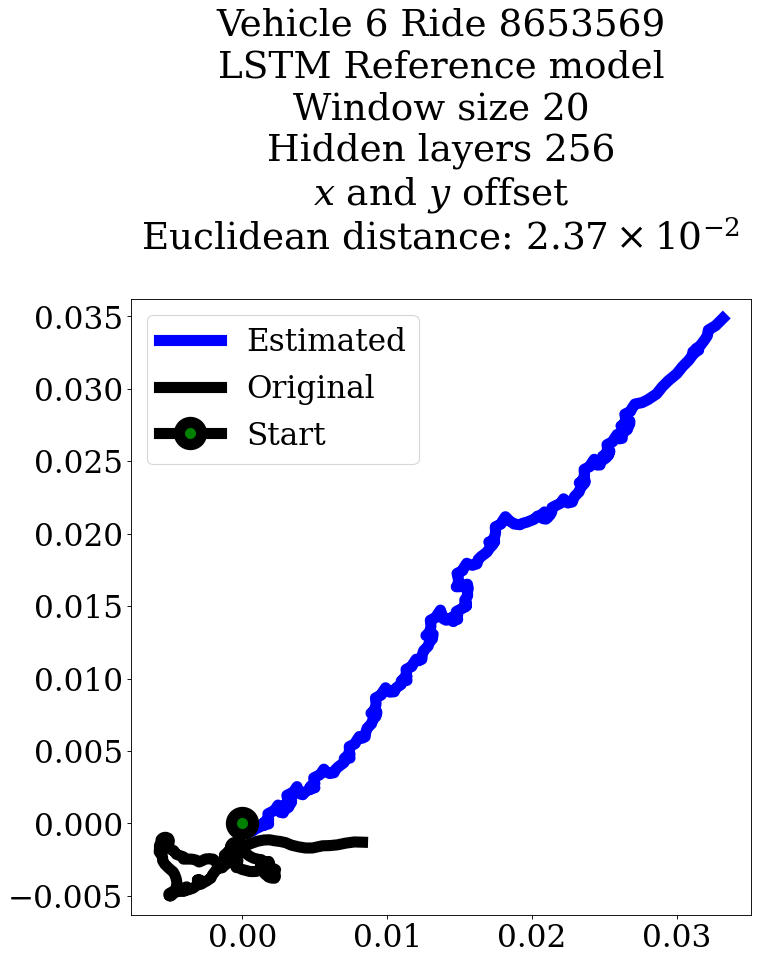 Vehicle 6 Ride 8653569
LSTM Reference model
Window size 20
Hidden layers 256
x and y offset
Euclidean distance: 2.37 × 10⁻²
Estimated
Original
Start
0.035
0.030
0.025
0.020
0.015
0.010
0.005
0.000
−0.005
0.00 0.01 0.02 0.03